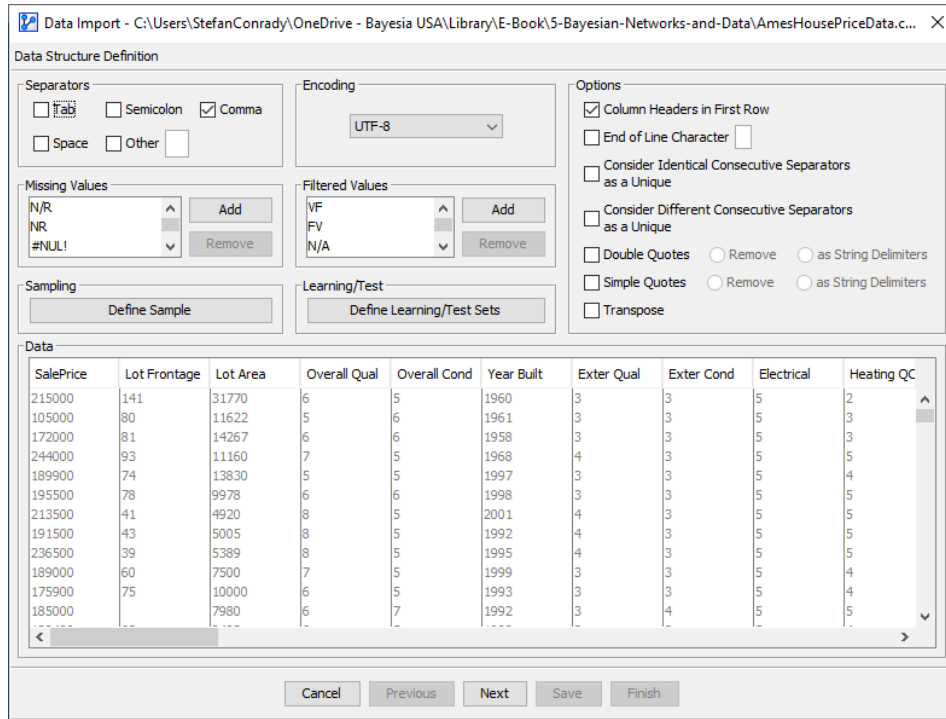 Data Import - C:\Users\StefanConrady\OneDrive - Bayesia USA\Library\E-Book\5-Bayesian-Networks-and-Data\AmesHousePriceData.c...
Data Structure Definition
Separators
Tab Semicolon Comma
Space Other
Encoding
UTF-8
Options
Column Headers in First Row
End of Line Character
Consider Identical Consecutive Separators
as a Unique
Consider Different Consecutive Separators
as a Unique
Double Quotes Remove as String Delimiters
Simple Quotes Remove as String Delimiters
Transpose
Missing Values
N/R
NR
#NUL!
Add
Remove
Filtered Values
VF
FV
N/A
Add
Remove
Sampling
Define Sample
Learning/Test
Define Learning/Test Sets
Data
SalePrice Lot Frontage Lot Area Overall Qual Overall Cond Year Built Exter Qual Exter Cond Electrical Heating QC
215000 141 31770 6 5 1960 3 3 5 2
105000 80 11622 5 6 1961 3 3 5 3
172000 81 14267 6 6 1958 3 3 5 3
244000 93 11160 7 5 1968 4 3 5 5
189900 74 13830 5 5 1997 3 3 5 4
195500 78 9978 6 6 1998 3 3 5 5
213500 41 4920 8 5 2001 4 3 5 5
191500 43 5005 8 5 1992 4 3 5 5
236500 39 5389 8 5 1995 4 3 5 5
189000 60 7500 7 5 1999 3 3 5 4
175900 75 10000 6 5 1993 3 3 5 4
185000 7980 6 7 1992 3 4 5 5
Cancel Previous Next Save Finish